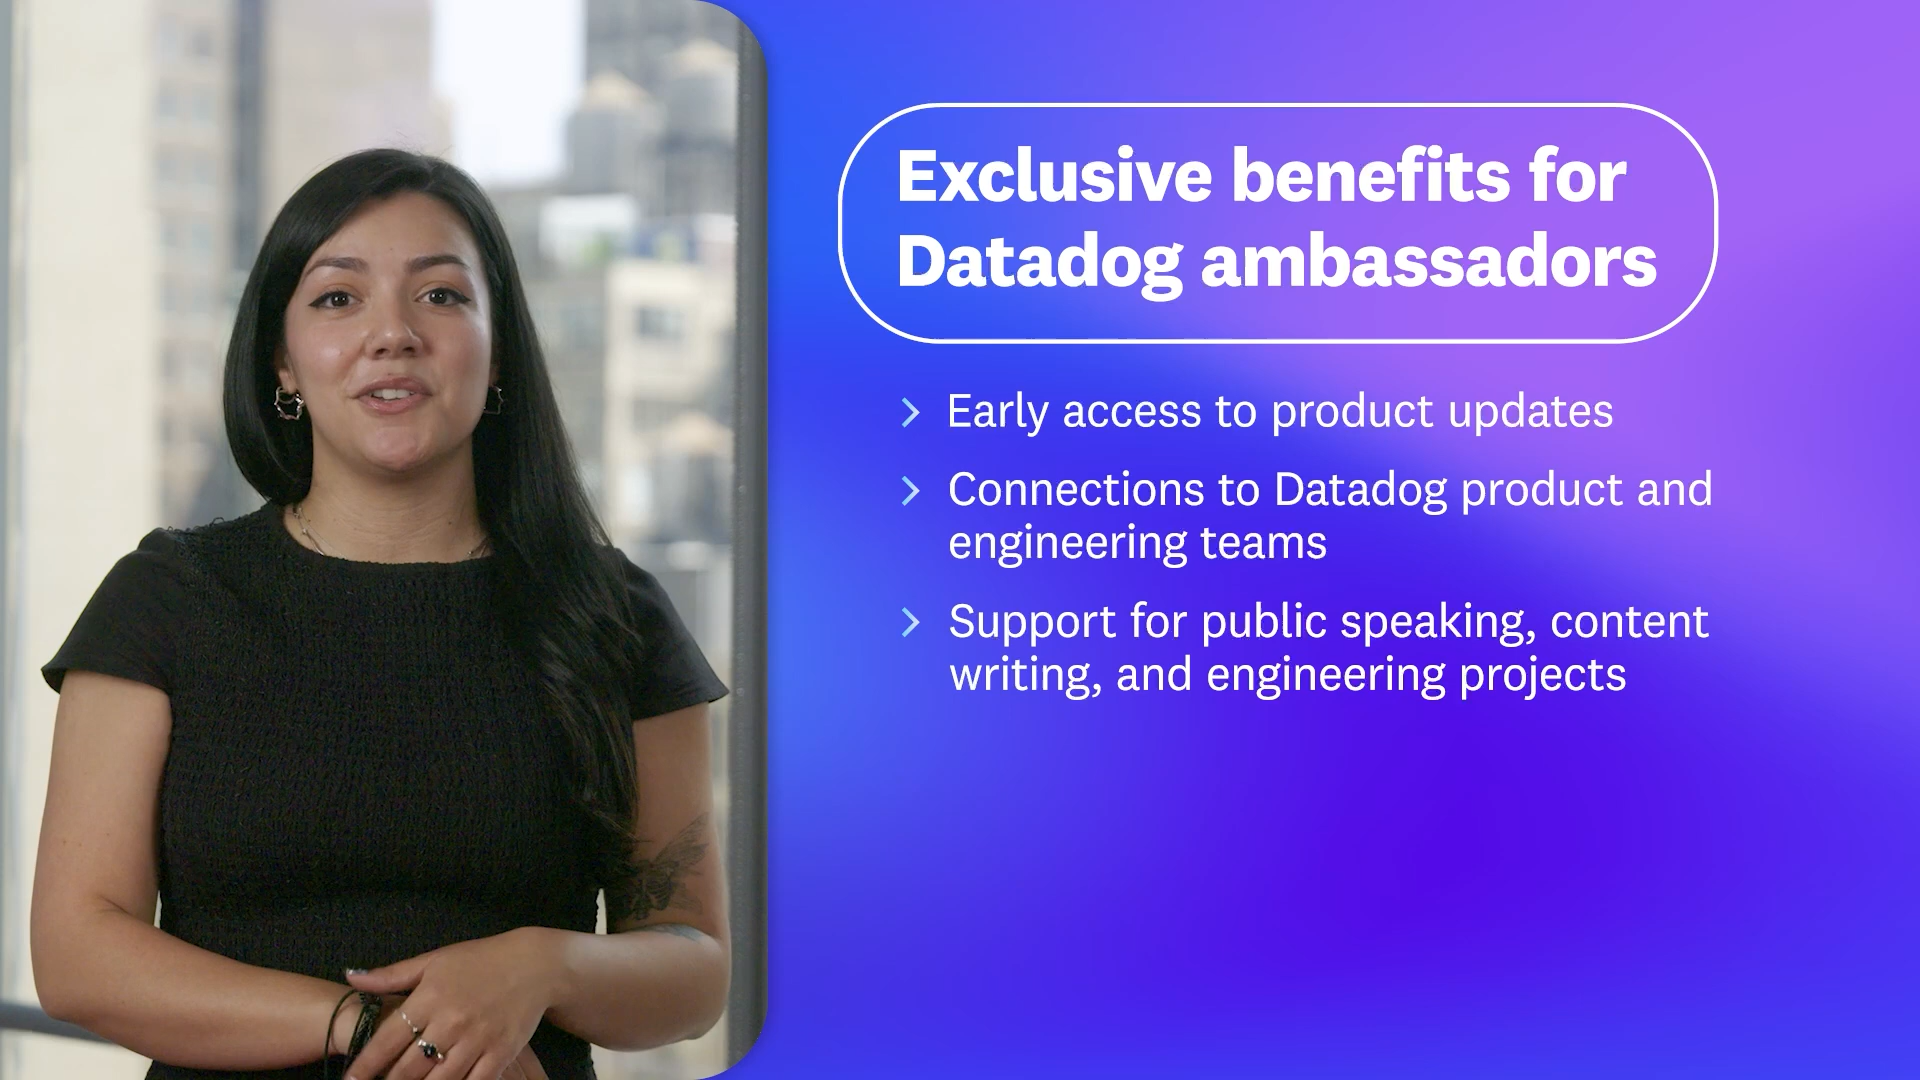 Exclusive benefits for
Datadog ambassadors
Early access to product updates
Connections to Datadog product and
engineering teams
Support for public speaking, content
writing, and engineering projects